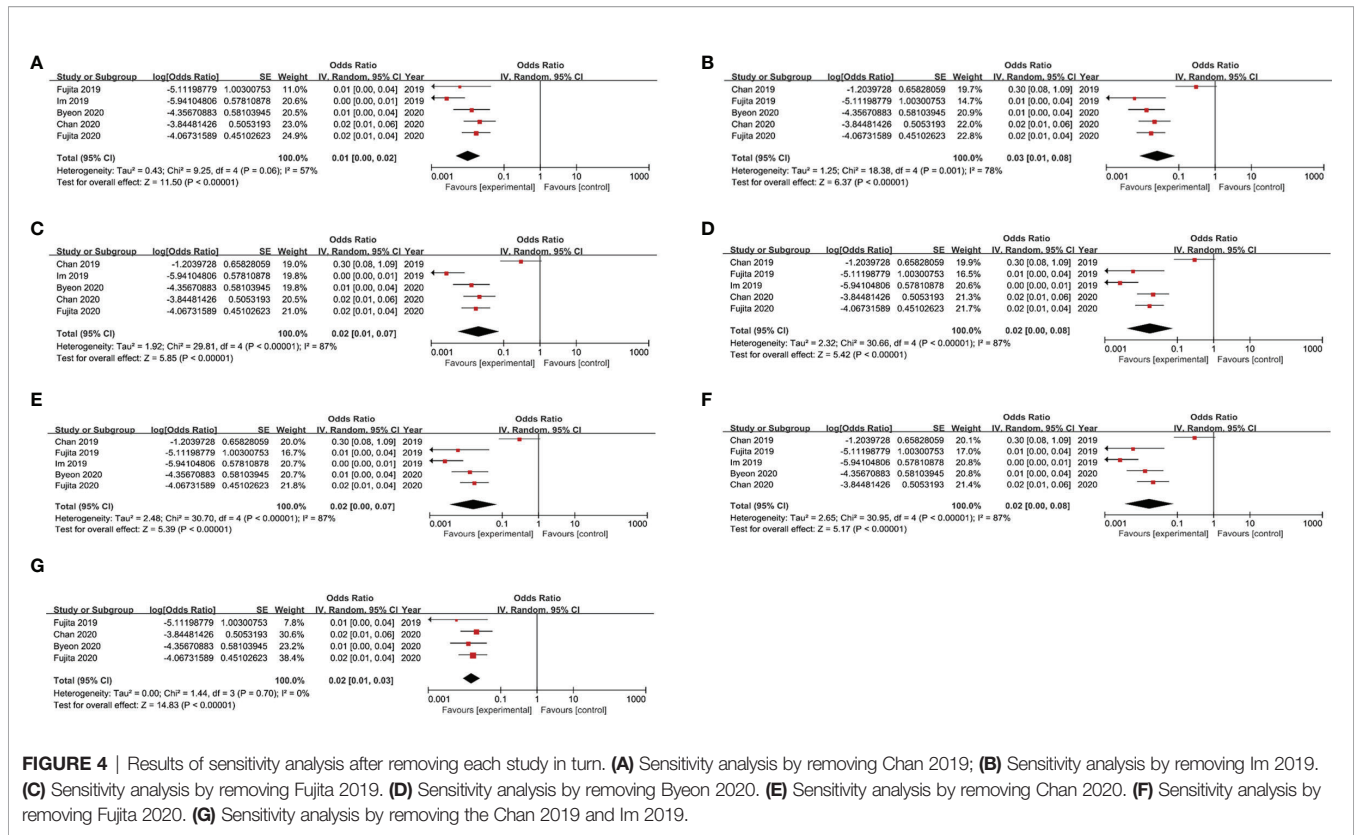 A
Odds Ratio Odds Ratio
Study or Subgroup log[Odds Ratio] SE Weight IV, Random, 95% CI Year IV, Random, 95% CI
Fujita 2019 -5.11198779 1.00300753 11.0% 0.01 [0.00, 0.04] 2019
Im 2019 -5.94104806 0.57810878 20.6% 0.00 [0.00, 0.01] 2019
Byeon 2020 -4.35670883 0.58103945 20.5% 0.01 [0.00, 0.04] 2020
Chan 2020 -3.84481426 0.5053193 23.0% 0.02 [0.01, 0.06] 2020
Fujita 2020 -4.06731589 0.45102623 24.9% 0.02 [0.01, 0.04] 2020
Total (95% CI) 100.0% 0.01 [0.00, 0.02]
Heterogeneity: Tau² = 0.43; Chi² = 9.25, df = 4 (P = 0.06); I² = 57%
Test for overall effect: Z = 11.50 (P < 0.00001)
0.001 0.1 1 10 1000
Favours [experimental] Favours [control]
B
Odds Ratio Odds Ratio
Study or Subgroup log[Odds Ratio] SE Weight IV, Random, 95% CI Year IV, Random, 95% CI
Chan 2019 -1.2039728 0.65828059 19.7% 0.30 [0.08, 1.09] 2019
Fujita 2019 -5.11198779 1.00300753 14.7% 0.01 [0.00, 0.04] 2019
Byeon 2020 -4.35670883 0.58103945 20.9% 0.01 [0.00, 0.04] 2020
Chan 2020 -3.84481426 0.5053193 22.0% 0.02 [0.01, 0.06] 2020
Fujita 2020 -4.06731589 0.45102623 22.8% 0.02 [0.01, 0.04] 2020
Total (95% CI) 100.0% 0.03 [0.01, 0.08]
Heterogeneity: Tau² = 1.25; Chi² = 18.38, df = 4 (P = 0.001); I² = 78%
Test for overall effect: Z = 6.37 (P < 0.00001)
0.001 0.1 1 10 1000
Favours [experimental] Favours [control]
C
Odds Ratio Odds Ratio
Study or Subgroup log[Odds Ratio] SE Weight IV, Random, 95% CI Year IV, Random, 95% CI
Chan 2019 -1.2039728 0.65828059 19.0% 0.30 [0.08, 1.09] 2019
Im 2019 -5.94104806 0.57810878 19.8% 0.00 [0.00, 0.01] 2019
Byeon 2020 -4.35670883 0.58103945 19.8% 0.01 [0.00, 0.04] 2020
Chan 2020 -3.84481426 0.5053193 20.5% 0.02 [0.01, 0.06] 2020
Fujita 2020 -4.06731589 0.45102623 21.0% 0.02 [0.01, 0.04] 2020
Total (95% CI) 100.0% 0.02 [0.01, 0.07]
Heterogeneity: Tau² = 1.92; Chi² = 29.81, df = 4 (P < 0.00001); I² = 87%
Test for overall effect: Z = 5.85 (P < 0.00001)
0.001 0.1 1 10 1000
Favours [experimental] Favours [control]
D
Odds Ratio Odds Ratio
Study or Subgroup log[Odds Ratio] SE Weight IV, Random, 95% CI Year IV, Random, 95% CI
Chan 2019 -1.2039728 0.65828059 19.9% 0.30 [0.08, 1.09] 2019
Fujita 2019 -5.11198779 1.00300753 16.5% 0.01 [0.00, 0.04] 2019
Im 2019 -5.94104806 0.57810878 20.6% 0.00 [0.00, 0.01] 2019
Chan 2020 -3.84481426 0.5053193 21.3% 0.02 [0.01, 0.06] 2020
Fujita 2020 -4.06731589 0.45102623 21.7% 0.02 [0.01, 0.04] 2020
Total (95% CI) 100.0% 0.02 [0.00, 0.08]
Heterogeneity: Tau² = 2.32; Chi² = 30.66, df = 4 (P < 0.00001); I² = 87%
Test for overall effect: Z = 5.42 (P < 0.00001)
0.001 0.1 1 10 1000
Favours [experimental] Favours [control]
E
Odds Ratio Odds Ratio
Study or Subgroup log[Odds Ratio] SE Weight IV, Random, 95% CI Year IV, Random, 95% CI
Chan 2019 -1.2039728 0.65828059 20.0% 0.30 [0.08, 1.09] 2019
Fujita 2019 -5.11198779 1.00300753 16.7% 0.01 [0.00, 0.04] 2019
Im 2019 -5.94104806 0.57810878 20.7% 0.00 [0.00, 0.01] 2019
Byeon 2020 -4.35670883 0.58103945 20.7% 0.01 [0.00, 0.04] 2020
Fujita 2020 -4.06731589 0.45102623 21.8% 0.02 [0.01, 0.04] 2020
Total (95% CI) 100.0% 0.02 [0.00, 0.07]
Heterogeneity: Tau² = 2.48; Chi² = 30.70, df = 4 (P < 0.00001); I² = 87%
Test for overall effect: Z = 5.39 (P < 0.00001)
0.001 0.1 1 10 1000
Favours [experimental] Favours [control]
F
Odds Ratio Odds Ratio
Study or Subgroup log[Odds Ratio] SE Weight IV, Random, 95% CI Year IV, Random, 95% CI
Chan 2019 -1.2039728 0.65828059 20.1% 0.30 [0.08, 1.09] 2019
Fujita 2019 -5.11198779 1.00300753 17.0% 0.01 [0.00, 0.04] 2019
Im 2019 -5.94104806 0.57810878 20.8% 0.00 [0.00, 0.01] 2019
Byeon 2020 -4.35670883 0.58103945 20.8% 0.01 [0.00, 0.04] 2020
Chan 2020 -3.84481426 0.5053193 21.4% 0.02 [0.01, 0.06] 2020
Total (95% CI) 100.0% 0.02 [0.00, 0.08]
Heterogeneity: Tau² = 2.65; Chi² = 30.95, df = 4 (P < 0.00001); I² = 87%
Test for overall effect: Z = 5.17 (P < 0.00001)
0.001 0.1 1 10 1000
Favours [experimental] Favours [control]
G
Odds Ratio Odds Ratio
Study or Subgroup log[Odds Ratio] SE Weight IV, Random, 95% CI Year IV, Random, 95% CI
Fujita 2019 -5.11198779 1.00300753 7.8% 0.01 [0.00, 0.04] 2019
Chan 2020 -3.84481426 0.5053193 30.6% 0.02 [0.01, 0.06] 2020
Byeon 2020 -4.35670883 0.58103945 23.2% 0.01 [0.00, 0.04] 2020
Fujita 2020 -4.06731589 0.45102623 38.4% 0.02 [0.01, 0.04] 2020
Total (95% CI) 100.0% 0.02 [0.01, 0.03]
Heterogeneity: Tau² = 0.00; Chi² = 1.44, df = 3 (P = 0.70); I² = 0%
Test for overall effect: Z = 14.83 (P < 0.00001)
0.001 0.1 1 10 1000
Favours [experimental] Favours [control]
FIGURE 4 | Results of sensitivity analysis after removing each study in turn. (A) Sensitivity analysis by removing Chan 2019; (B) Sensitivity analysis by removing Im 2019.
(C) Sensitivity analysis by removing Fujita 2019. (D) Sensitivity analysis by removing Byeon 2020. (E) Sensitivity analysis by removing Chan 2020. (F) Sensitivity analysis by
removing Fujita 2020. (G) Sensitivity analysis by removing the Chan 2019 and Im 2019.